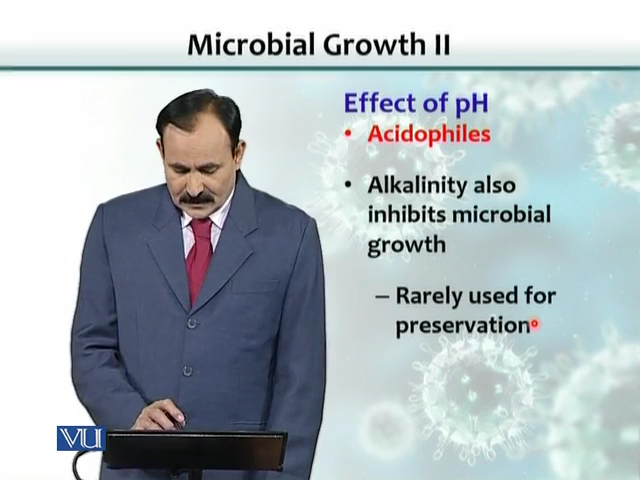 Microbial Growth II
Effect of pH
• Acidophiles
• Alkalinity also
inhibits microbial
growth
– Rarely used for
preservation
VU